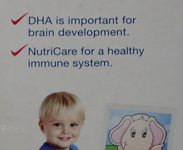 DHA is important for
brain development.
NutriCare for a healthy
immune system.